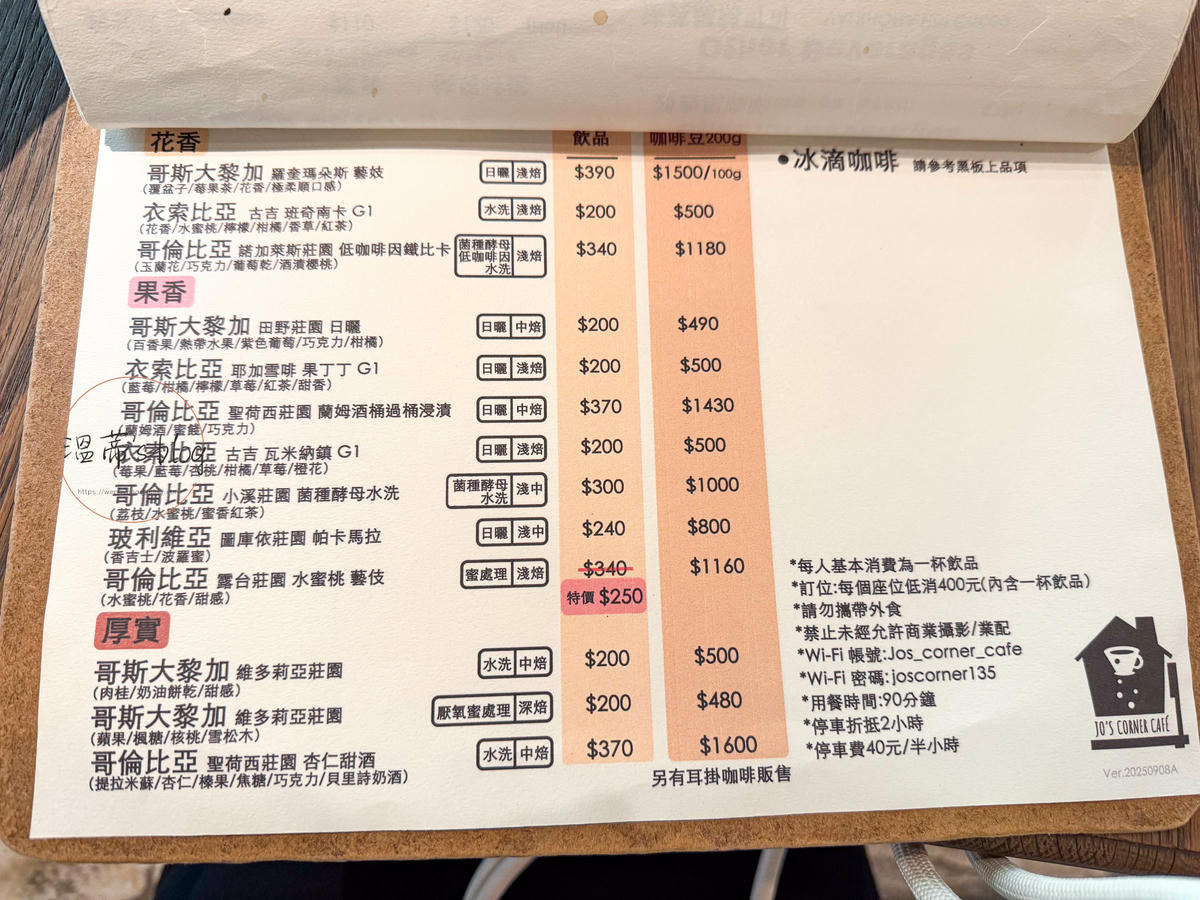 花香 飲品 咖啡豆200g
哥斯大黎加 羅奎瑪朵斯 藝妓 日曬 淺焙 $390 $1500/100g
(覆盆子/莓果茶/花香/極柔順口感)
衣索比亞 古吉 班奇南卡 G1 水洗 淺焙 $200 $500
(花香/水蜜桃/檸檬/柑橘/香草/紅茶)
哥倫比亞 諾加萊斯莊園 低咖啡因鐵比卡 菌種酵母低咖啡因水洗 淺焙 $340 $1180
(玉蘭花/巧克力/葡萄乾/酒漬櫻桃)
果香
哥斯大黎加 田野莊園 日曬 日曬 中焙 $200 $490
(百香果/熱帶水果/紫色葡萄/巧克力/柑橘)
衣索比亞 耶加雪啡 果丁丁 G1 日曬 淺焙 $200 $500
(藍莓/柑橘/檸檬/草莓/紅茶/甜香)
哥倫比亞 聖荷西莊園 蘭姆酒桶過桶浸漬 日曬 中焙 $370 $1430
(蘭姆酒/蜜餞/巧克力)
衣索比亞 古吉 瓦米納鎮 G1 日曬 淺焙 $200 $500
(莓果/藍莓/杏桃/柑橘/草莓/橙花)
哥倫比亞 小溪莊園 菌種酵母水洗 菌種酵母水洗 淺中 $300 $1000
(荔枝/水蜜桃/蜜香紅茶)
玻利維亞 圖庫依莊園 帕卡馬拉 日曬 淺中 $240 $800
(香吉士/波羅蜜)
哥倫比亞 露台莊園 水蜜桃 藝伎 蜜處理 淺焙 $340 $1160
(水蜜桃/花香/甜感) 特價 $250
厚實
哥斯大黎加 維多莉亞莊園 水洗 中焙 $200 $500
(肉桂/奶油餅乾/甜感)
哥斯大黎加 維多莉亞莊園 厭氧蜜處理 深焙 $200 $480
(蘋果/楓糖/核桃/雪松木)
哥倫比亞 聖荷西莊園 杏仁甜酒 水洗 中焙 $370 $1600
(提拉米蘇/杏仁/榛果/焦糖/巧克力/貝里詩奶酒)
另有耳掛咖啡販售
●冰滴咖啡 請參考黑板上品項
*每人基本消費為一杯飲品
*訂位:每個座位低消400元(內含一杯飲品)
*請勿攜帶外食
*禁止未經允許商業攝影/業配
*Wi-Fi 帳號:Jos_corner_cafe
*Wi-Fi 密碼:joscorner135
*用餐時間:90分鐘
*停車折抵2小時
*停車費40元/半小時
JO'S CORNER CAFÉ
Ver.20250908A
溫蒂's blog